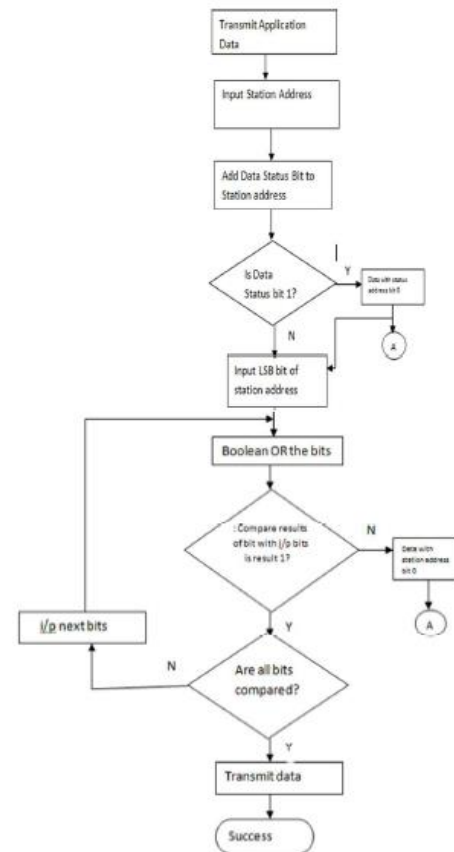 Transmit Application
Data
Input Station Address
Add Data Status Bit to
Station address
Is Data
Status bit 1?
Y
Data with status
address bit 0
A
N
Input LSB bit of
station address
Boolean OR the bits
: Compare results
of bit with i/p bits
is result 1?
N
Data with
station address
bit 0
A
Y
i/p next bits
N
Are all bits
compared?
Y
Transmit data
Success